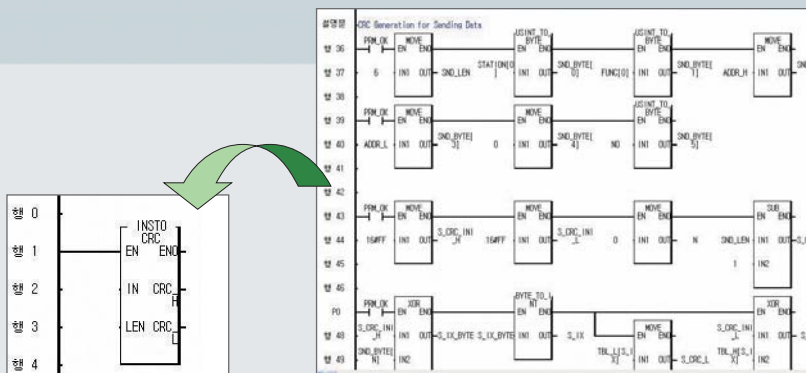 설명문 CRC Generation for Sending Data
행 36 PRM_OK MOVE EN ENO USINT_TO_BYTE EN ENO USINT_TO_BYTE EN ENO MOVE EN ENO
행 37 6 IN1 OUT SND_LEN STATION[0] IN1 OUT SND_BYTE[0] FUNC[0] IN1 OUT SND_BYTE[1] ADDR_H IN1 OUT
행 38
행 39 PRM_OK MOVE EN ENO MOVE EN ENO USINT_TO_BYTE EN ENO
행 40 ADDR_L IN1 OUT SND_BYTE[3] 0 IN1 OUT SND_BYTE[4] NO IN1 OUT SND_BYTE[5]
행 41
행 42
행 43 PRM_OK MOVE EN ENO MOVE EN ENO MOVE EN ENO SUB EN ENO
행 44 16#FF IN1 OUT S_CRC_INI_H 16#FF IN1 OUT S_CRC_INI_L 0 IN1 OUT N SND_LEN IN1 OUT
행 45 1 IN2
행 46
P0 PRM_OK XOR EN ENO BYTE_TO_INT EN ENO XOR EN ENO
행 48 S_CRC_INI_H IN1 OUT S_IX_BYTE S_IX_BYTE IN1 OUT S_IX MOVE EN ENO S_CRC_INI_L IN1 OUT
행 49 SND_BYTE[N] IN2 TBL_L[S_IX] IN1 OUT S_CRC_L TBL_H[S_IX] IN2
행 0 INSTO
CRC
행 1 EN ENO
행 2 IN CRC_H
행 3 LEN CRC_L
행 4